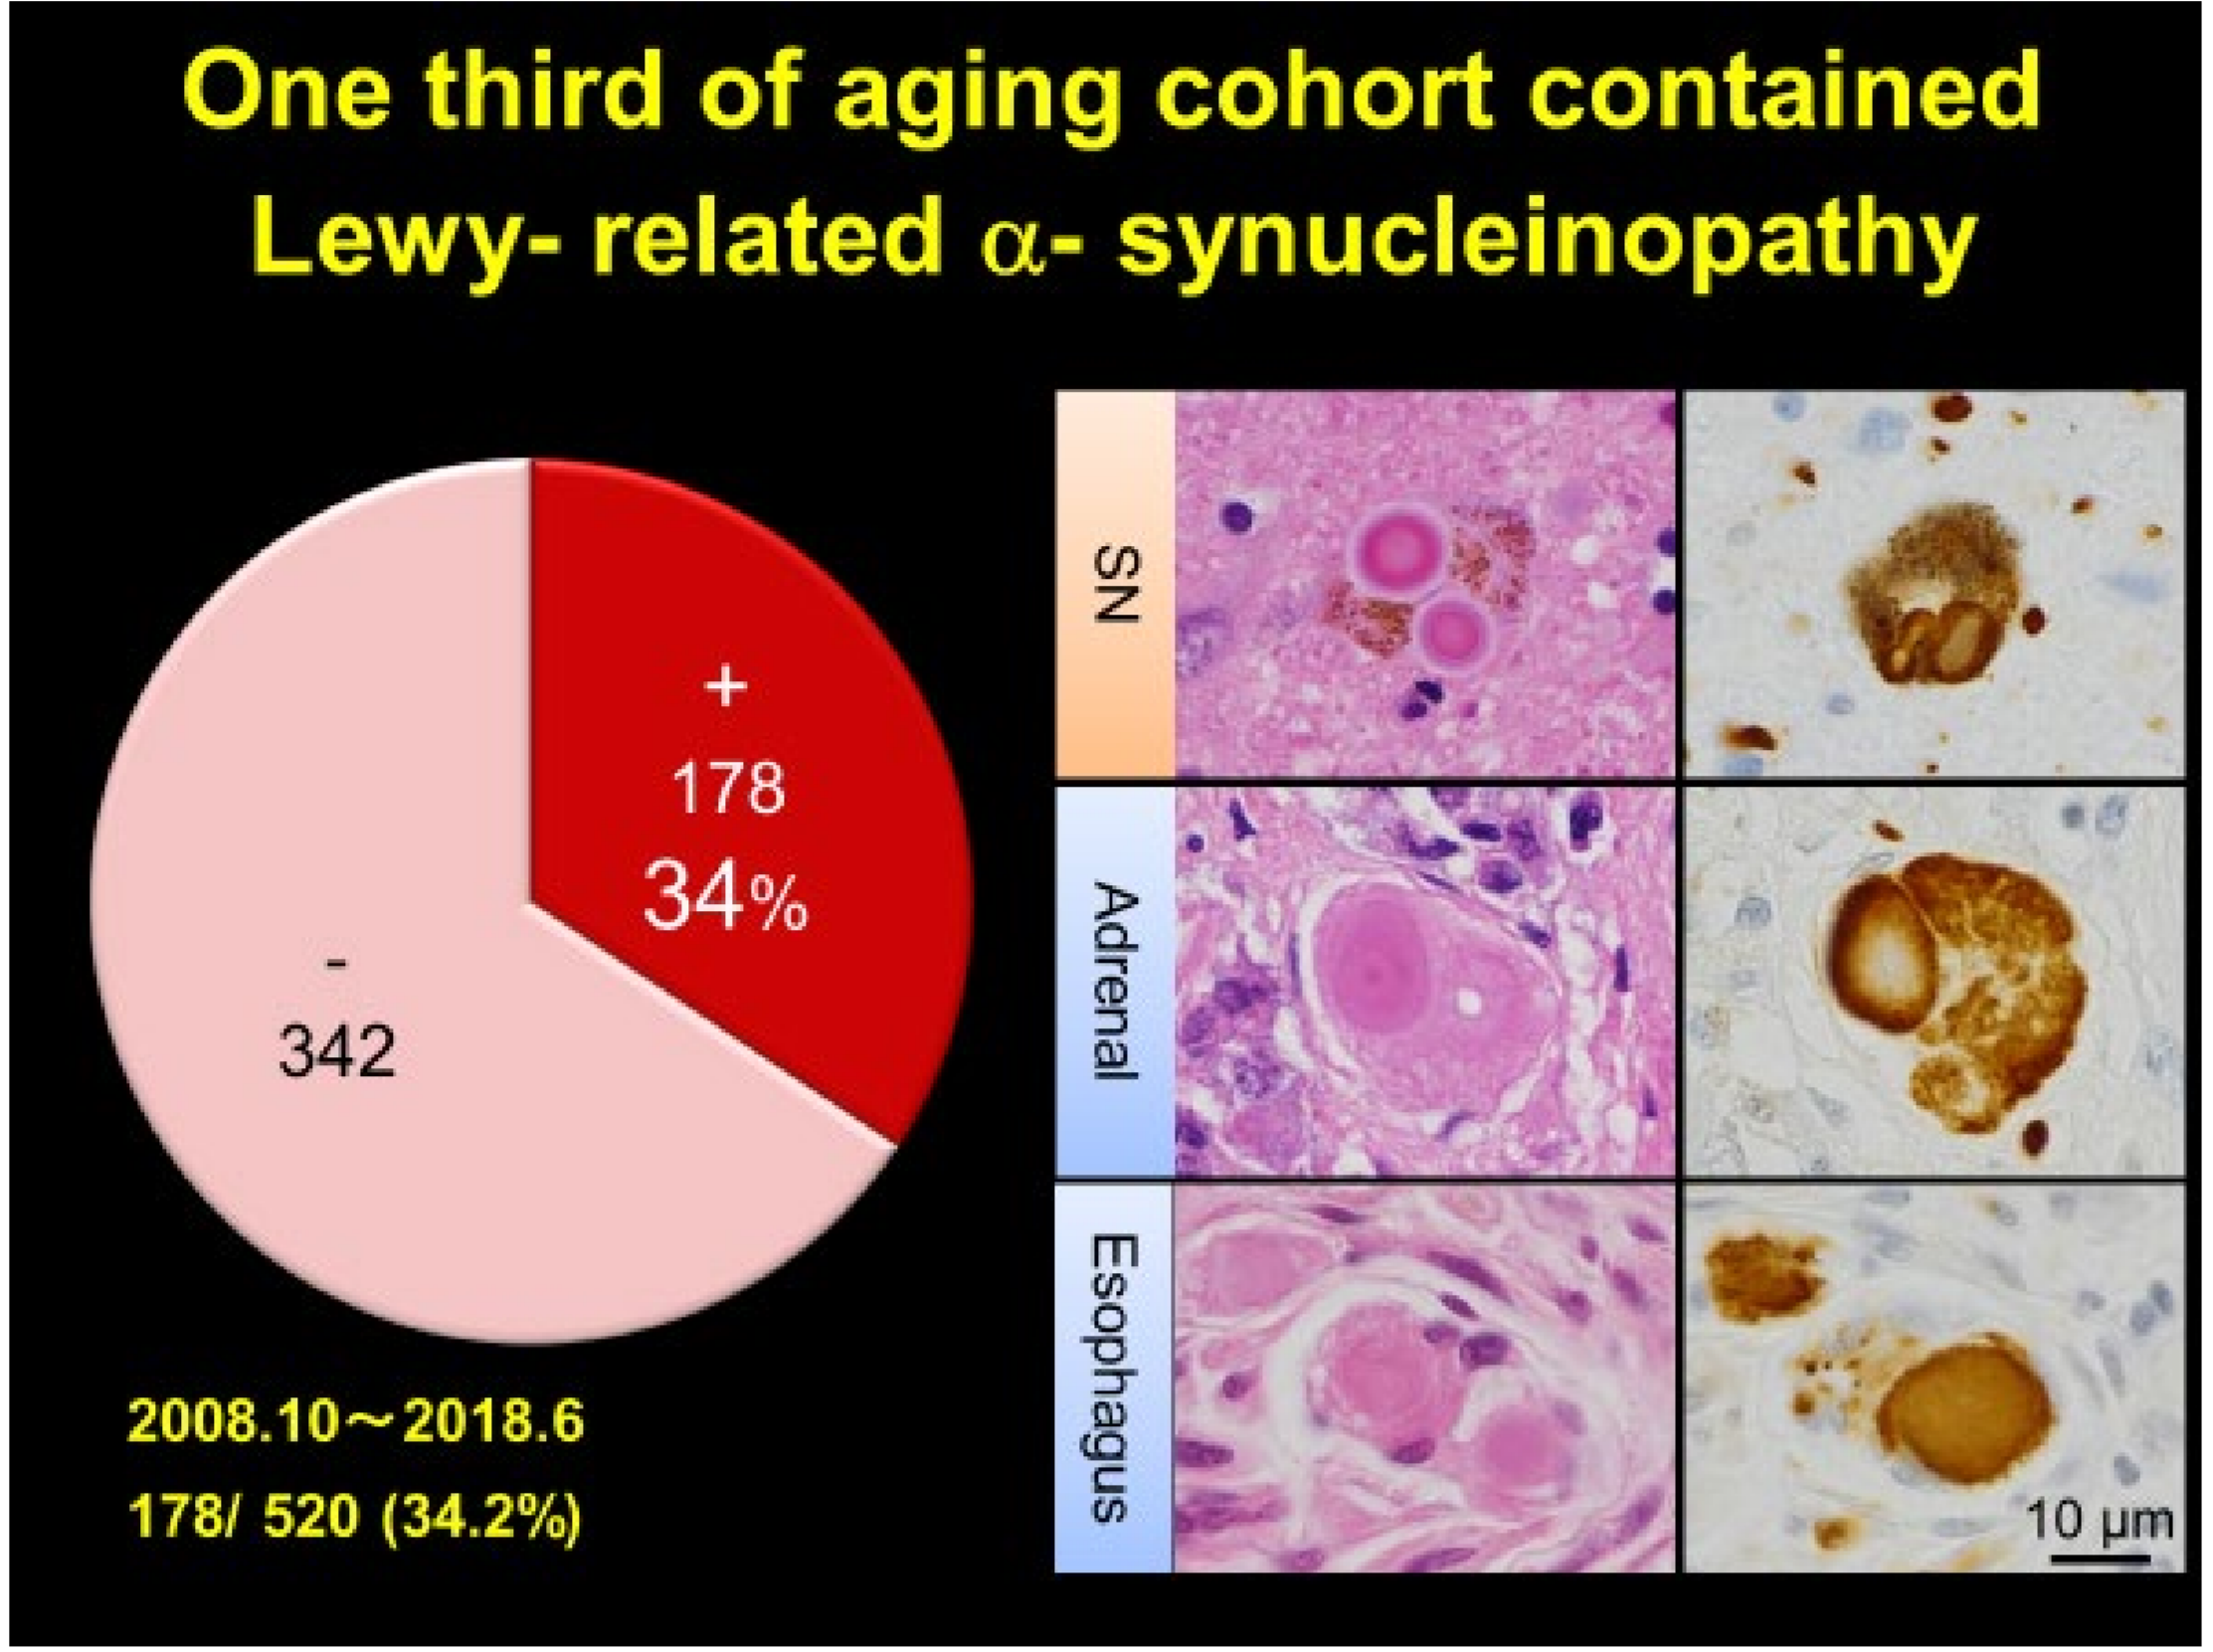 One third of aging cohort contained
Lewy- related α- synucleinopathy
+
178
34%
-
342
2008.10～2018.6
178/ 520 (34.2%)
SN
Adrenal
Esophagus
10 µm